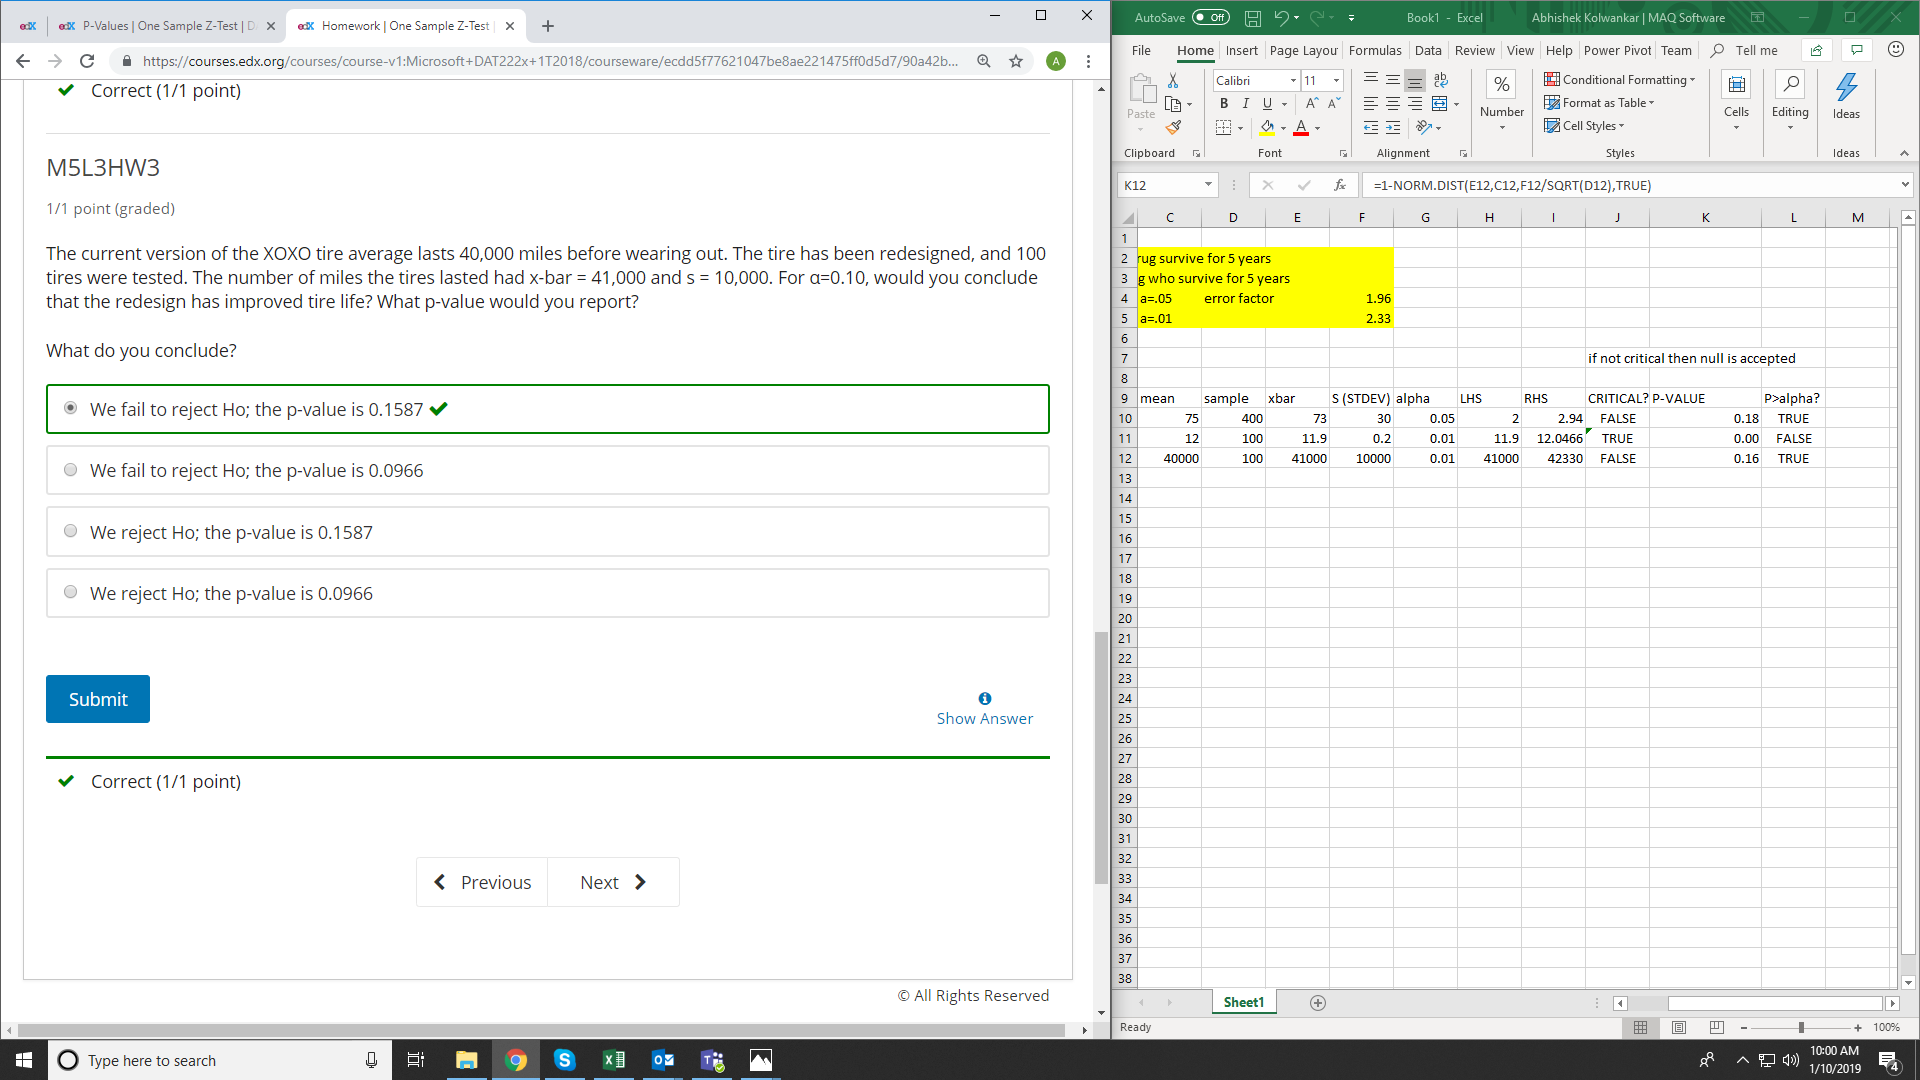 edX
edX P-Values | One Sample Z-Test | D
edX Homework | One Sample Z-Test |
https://courses.edx.org/courses/course-v1:Microsoft+DAT222x+1T2018/courseware/ecdd5f77621047be8ae221475ff0d5d7/90a42b...
A
Correct (1/1 point)
M5L3HW3
1/1 point (graded)
The current version of the XOXO tire average lasts 40,000 miles before wearing out. The tire has been redesigned, and 100
tires were tested. The number of miles the tires lasted had x-bar = 41,000 and s = 10,000. For α=0.10, would you conclude
that the redesign has improved tire life? What p-value would you report?
What do you conclude?
We fail to reject Ho; the p-value is 0.1587
We fail to reject Ho; the p-value is 0.0966
We reject Ho; the p-value is 0.1587
We reject Ho; the p-value is 0.0966
Submit
Show Answer
Correct (1/1 point)
Previous
Next
© All Rights Reserved
AutoSave Off
Book1 - Excel
Abhishek Kolwankar | MAQ Software
File Home Insert Page Layou Formulas Data Review View Help Power Pivot Team Tell me
Paste
Calibri 11
B I U A A A
ab
%
Number
Conditional Formatting
Format as Table
Cell Styles
Cells
Editing
Ideas
Clipboard Font Alignment Styles Ideas
K12 fx =1-NORM.DIST(E12,C12,F12/SQRT(D12),TRUE)
C D E F G H I J K L M
1
2 rug survive for 5 years
3 g who survive for 5 years
4 a=.05 error factor 1.96
5 a=.01 2.33
6
7 if not critical then null is accepted
8
9 mean sample xbar S (STDEV) alpha LHS RHS CRITICAL? P-VALUE P>alpha?
10 75 400 73 30 0.05 2 2.94 FALSE 0.18 TRUE
11 12 100 11.9 0.2 0.01 11.9 12.0466 TRUE 0.00 FALSE
12 40000 100 41000 10000 0.01 41000 42330 FALSE 0.16 TRUE
13
14
15
16
17
18
19
20
21
22
23
24
25
26
27
28
29
30
31
32
33
34
35
36
37
38
Sheet1
Ready
100%
Type here to search
10:00 AM
1/10/2019
4